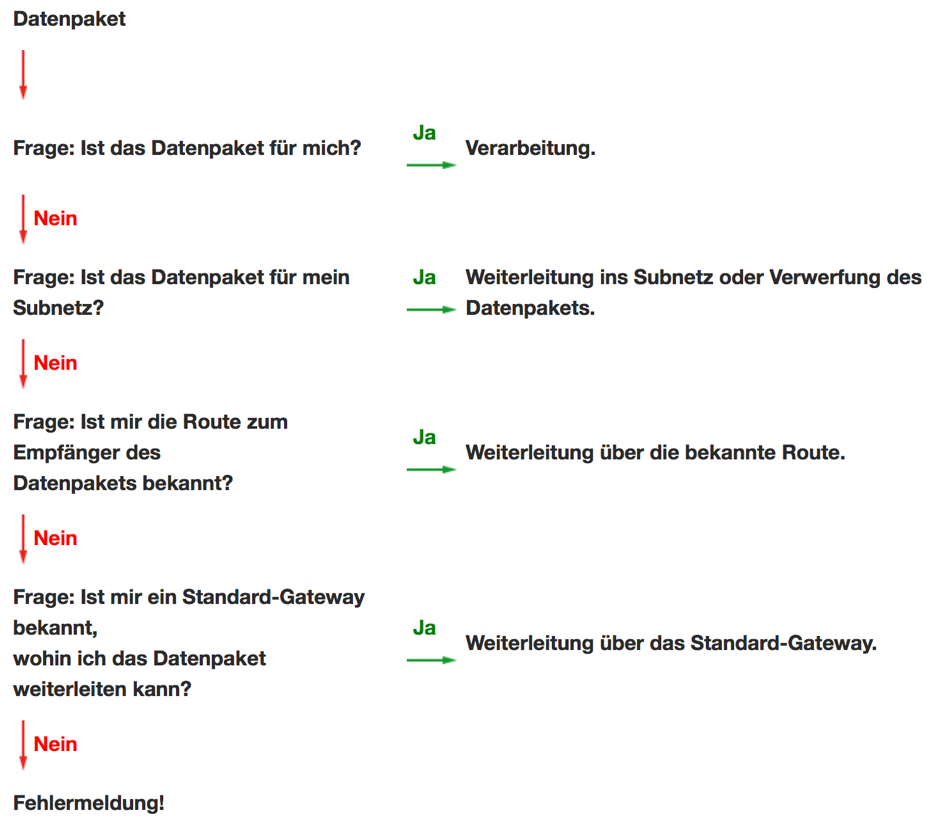 Datenpaket
Frage: Ist das Datenpaket für mich?
Ja
Verarbeitung.
Nein
Frage: Ist das Datenpaket für mein
Subnetz?
Ja
Weiterleitung ins Subnetz oder Verwerfung des
Datenpakets.
Nein
Frage: Ist mir die Route zum
Empfänger des
Datenpakets bekannt?
Ja
Weiterleitung über die bekannte Route.
Nein
Frage: Ist mir ein Standard-Gateway
bekannt,
wohin ich das Datenpaket
weiterleiten kann?
Ja
Weiterleitung über das Standard-Gateway.
Nein
Fehlermeldung!